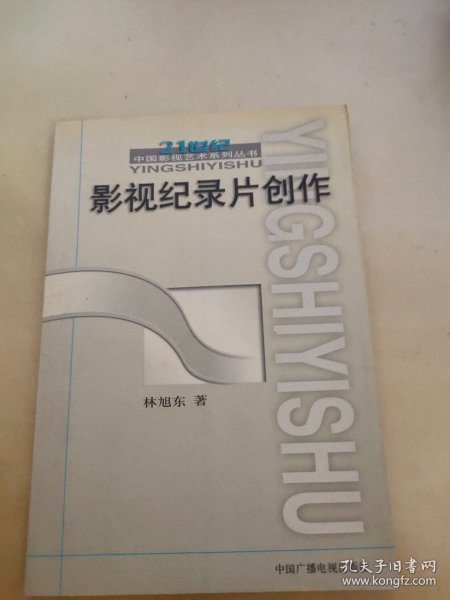 21世纪
中国影视艺术系列丛书
YINGSHIYISHU
影视纪录片创作
YINGSHIYISHU
林旭东 著
中国广播电视
孔夫子旧书网
www.kongfz.com